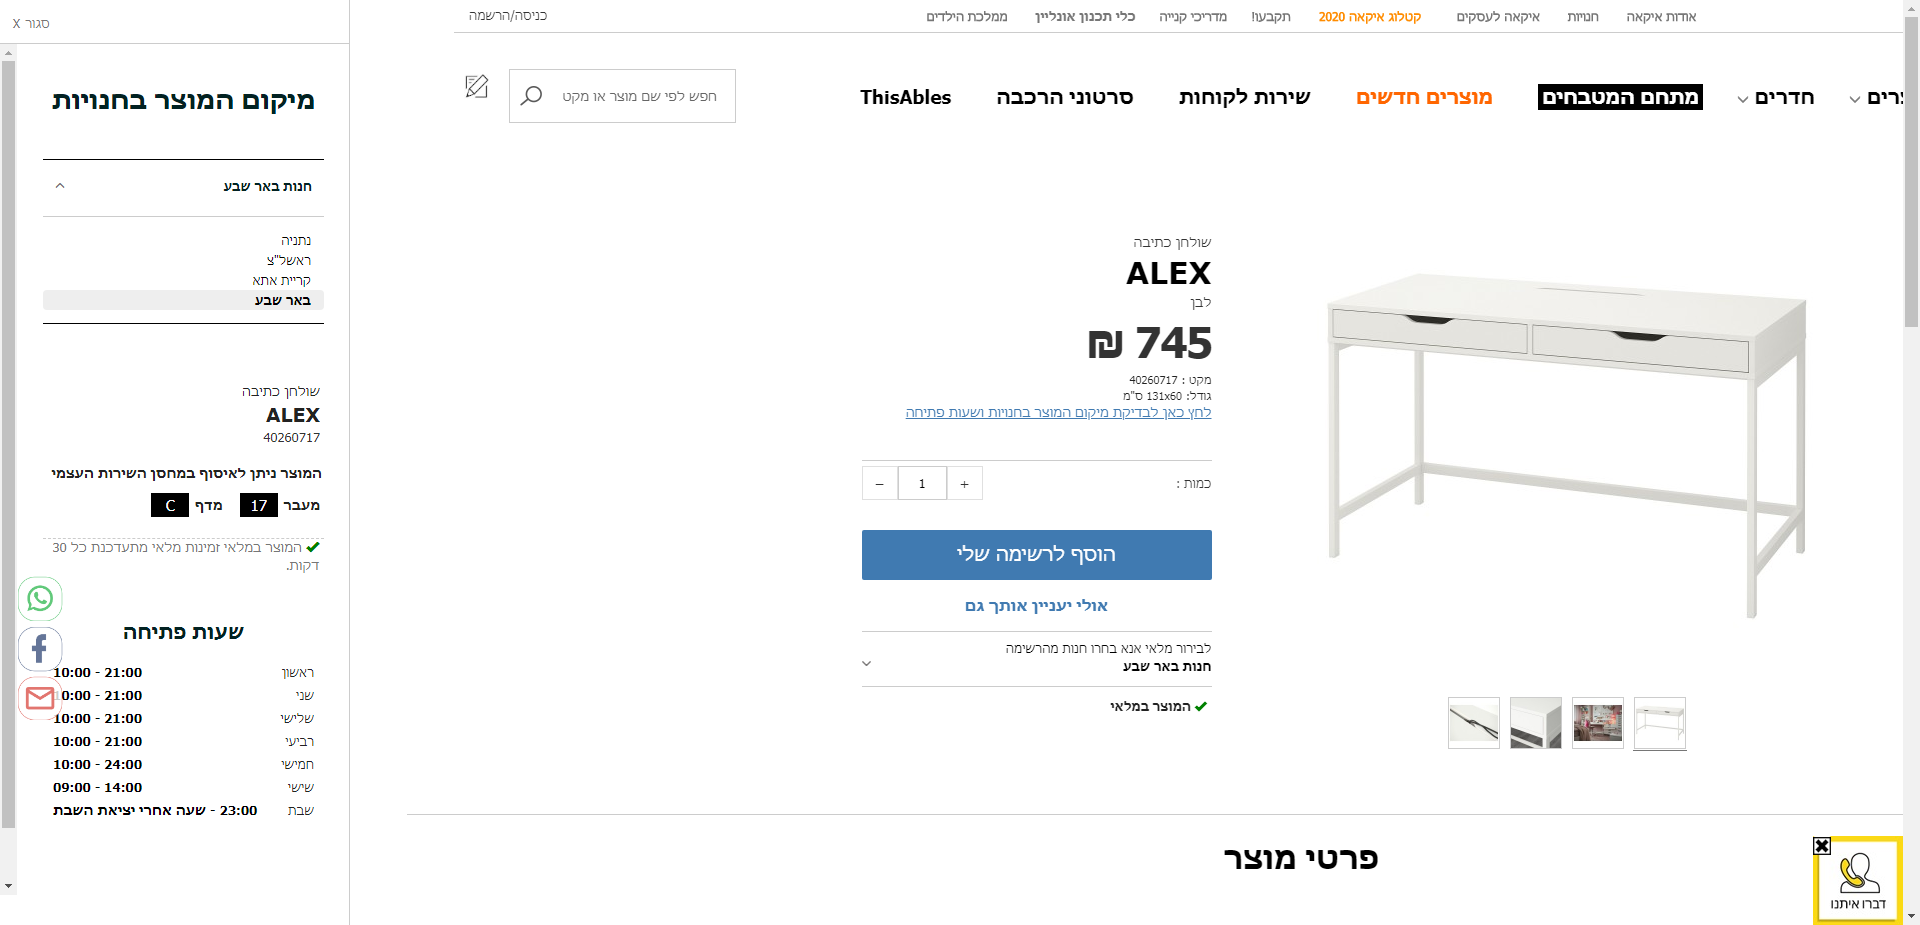 אודות איקאה
חנויות
איקאה לעסקים
קטלוג איקאה 2020
תקבעו!
מדריכי קנייה
כלי תכנון אונליין
ממלכת הילדים
כניסה/הרשמה
חדרים
מתחם המטבחים
מוצרים חדשים
שירות לקוחות
סרטוני הרכבה
ThisAbles
חפש לפי שם מוצר או מקט
שולחן כתיבה
ALEX
לבן
745 ₪
מקט : 40260717
גודל: 131x60 ס"מ
לחץ כאן לבדיקת מיקום המוצר בחנויות ושעות פתיחה
כמות :
+ 1 −
הוסף לרשימה שלי
אולי יעניין אותך גם
לבירור מלאי אנא בחרו חנות מהרשימה
חנות באר שבע
המוצר במלאי
פרטי מוצר
דברו איתנו
סגור X
מיקום המוצר בחנויות
חנות באר שבע
נתניה
ראשל"צ
קריית אתא
באר שבע
שולחן כתיבה
ALEX
40260717
המוצר ניתן לאיסוף במחסן השירות העצמי
מעבר 17 מדף C
המוצר במלאי זמינות מלאי מתעדכנת כל 30
דקות.
שעות פתיחה
ראשון 10:00 - 21:00
שני 10:00 - 21:00
שלישי 10:00 - 21:00
רביעי 10:00 - 21:00
חמישי 10:00 - 24:00
שישי 09:00 - 14:00
שבת שעה אחרי יציאת השבת - 23:00